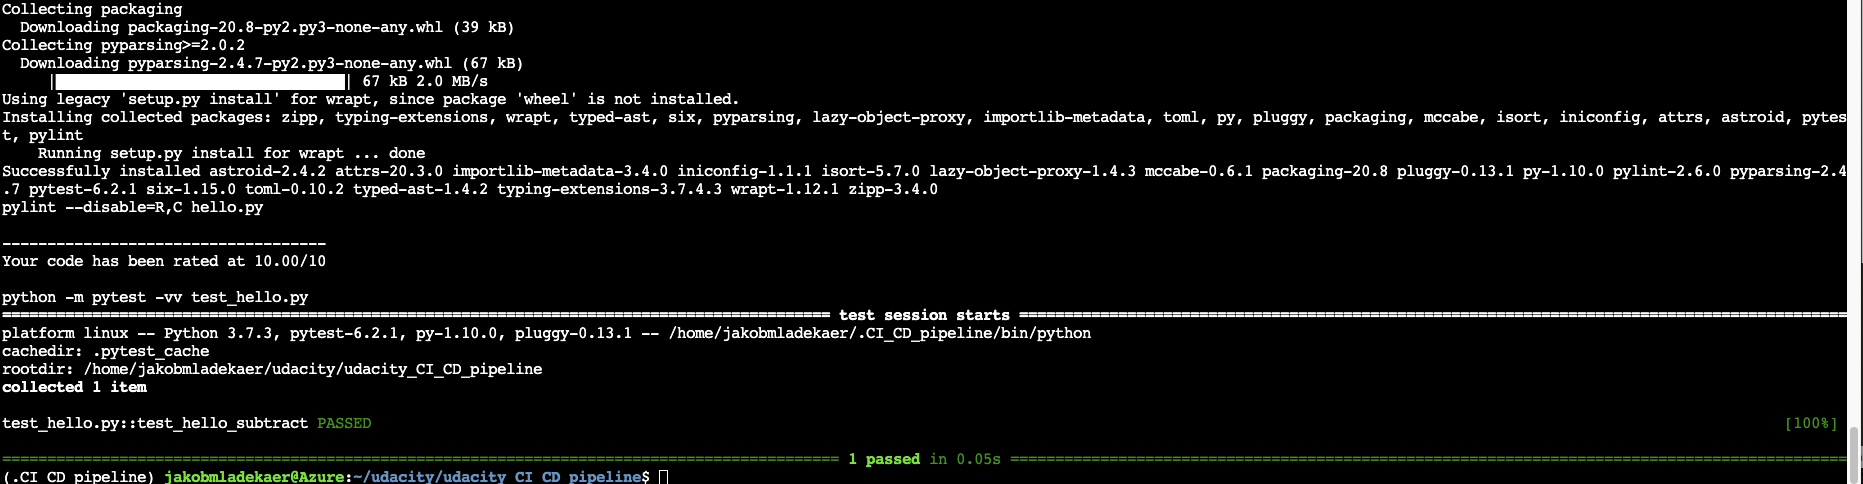 Collecting packaging
  Downloading packaging-20.8-py2.py3-none-any.whl (39 kB)
Collecting pyparsing>=2.0.2
  Downloading pyparsing-2.4.7-py2.py3-none-any.whl (67 kB)
     |████████████████████████████████| 67 kB 2.0 MB/s
Using legacy 'setup.py install' for wrapt, since package 'wheel' is not installed.
Installing collected packages: zipp, typing-extensions, wrapt, typed-ast, six, pyparsing, lazy-object-proxy, importlib-metadata, toml, py, pluggy, packaging, mccabe, isort, iniconfig, attrs, astroid, pytes
t, pylint
    Running setup.py install for wrapt ... done
Successfully installed astroid-2.4.2 attrs-20.3.0 importlib-metadata-3.4.0 iniconfig-1.1.1 isort-5.7.0 lazy-object-proxy-1.4.3 mccabe-0.6.1 packaging-20.8 pluggy-0.13.1 py-1.10.0 pylint-2.6.0 pyparsing-2.4
.7 pytest-6.2.1 six-1.15.0 toml-0.10.2 typed-ast-1.4.2 typing-extensions-3.7.4.3 wrapt-1.12.1 zipp-3.4.0
pylint --disable=R,C hello.py
------------------------------------
Your code has been rated at 10.00/10
python -m pytest -vv test_hello.py
============================================================================================ test session starts ============================================================================================
platform linux -- Python 3.7.3, pytest-6.2.1, py-1.10.0, pluggy-0.13.1 -- /home/jakobmladekaer/.CI_CD_pipeline/bin/python
cachedir: .pytest_cache
rootdir: /home/jakobmladekaer/udacity/udacity_CI_CD_pipeline
collected 1 item
test_hello.py::test_hello_subtract PASSED [100%]
============================================================================================= 1 passed in 0.05s =============================================================================================
(.CI_CD_pipeline) jakobmladekaer@Azure:~/udacity/udacity_CI_CD_pipeline$